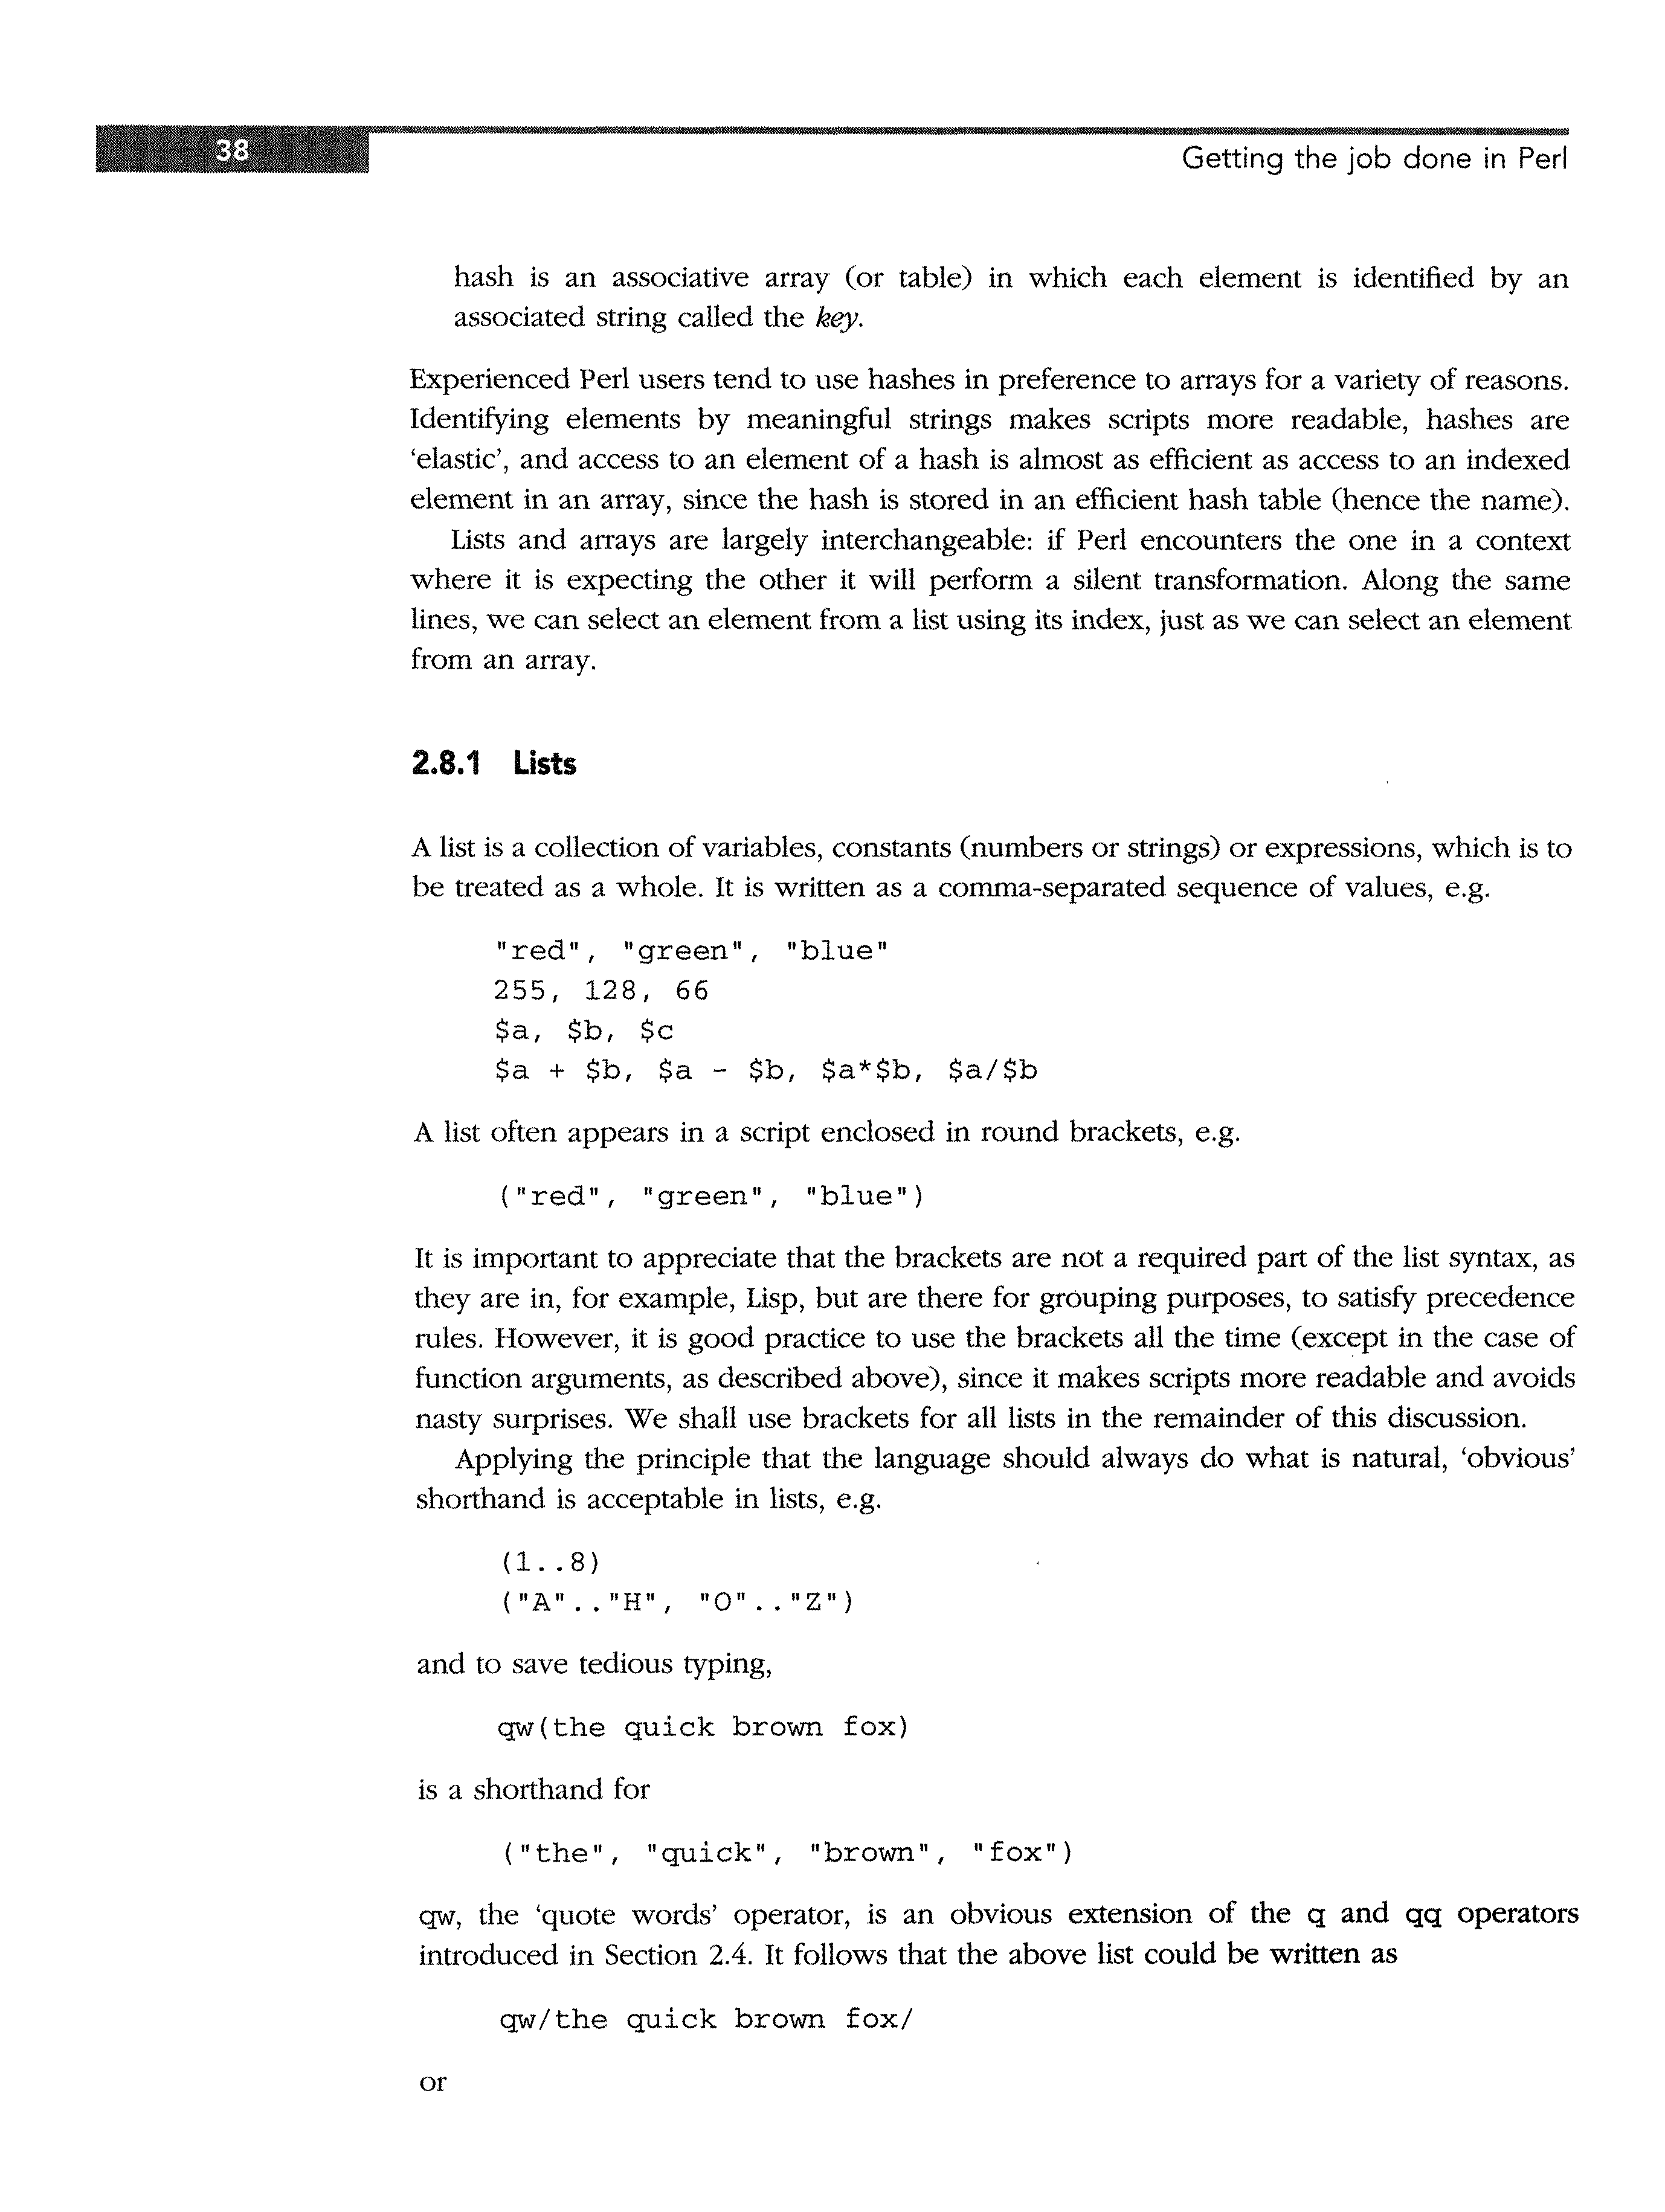 38
Getting the job done in Perl
hash is an associative array (or table) in which each element is identified by an
associated string called the key.
Experienced Perl users tend to use hashes in preference to arrays for a variety of reasons.
Identifying elements by meaningful strings makes scripts more readable, hashes are
‘elastic’, and access to an element of a hash is almost as efficient as access to an indexed
element in an array, since the hash is stored in an efficient hash table (hence the name).
Lists and arrays are largely interchangeable: if Perl encounters the one in a context
where it is expecting the other it will perform a silent transformation. Along the same
lines, we can select an element from a list using its index, just as we can select an element
from an array.
2.8.1 Lists
A list is a collection of variables, constants (numbers or strings) or expressions, which is to
be treated as a whole. It is written as a comma-separated sequence of values, e.g.
"red", "green", "blue"
255, 128, 66
$a, $b, $c
$a + $b, $a - $b, $a*$b, $a/$b
A list often appears in a script enclosed in round brackets, e.g.
("red", "green", "blue")
It is important to appreciate that the brackets are not a required part of the list syntax, as
they are in, for example, Lisp, but are there for grouping purposes, to satisfy precedence
rules. However, it is good practice to use the brackets all the time (except in the case of
function arguments, as described above), since it makes scripts more readable and avoids
nasty surprises. We shall use brackets for all lists in the remainder of this discussion.
Applying the principle that the language should always do what is natural, ‘obvious’
shorthand is acceptable in lists, e.g.
(1..8)
("A".."H", "O".."Z")
and to save tedious typing,
qw(the quick brown fox)
is a shorthand for
("the", "quick", "brown", "fox")
qw, the ‘quote words’ operator, is an obvious extension of the q and qq operators
introduced in Section 2.4. It follows that the above list could be written as
qw/the quick brown fox/
or